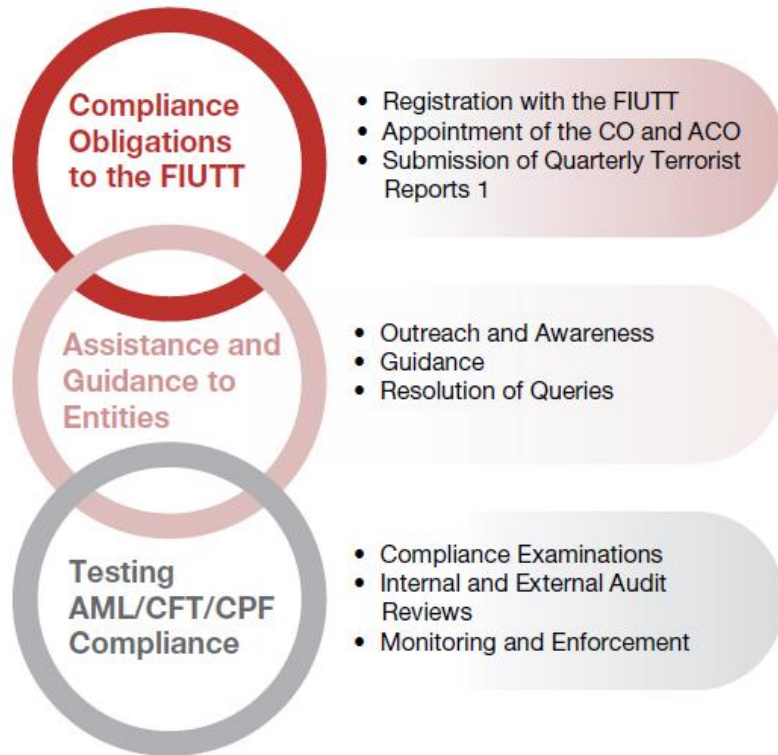 Compliance
Obligations
to the FIUTT
• Registration with the FIUTT
• Appointment of the CO and ACO
• Submission of Quarterly Terrorist
Reports 1
Assistance and
Guidance to
Entities
• Outreach and Awareness
• Guidance
• Resolution of Queries
Testing
AML/CFT/CPF
Compliance
• Compliance Examinations
• Internal and External Audit
Reviews
• Monitoring and Enforcement